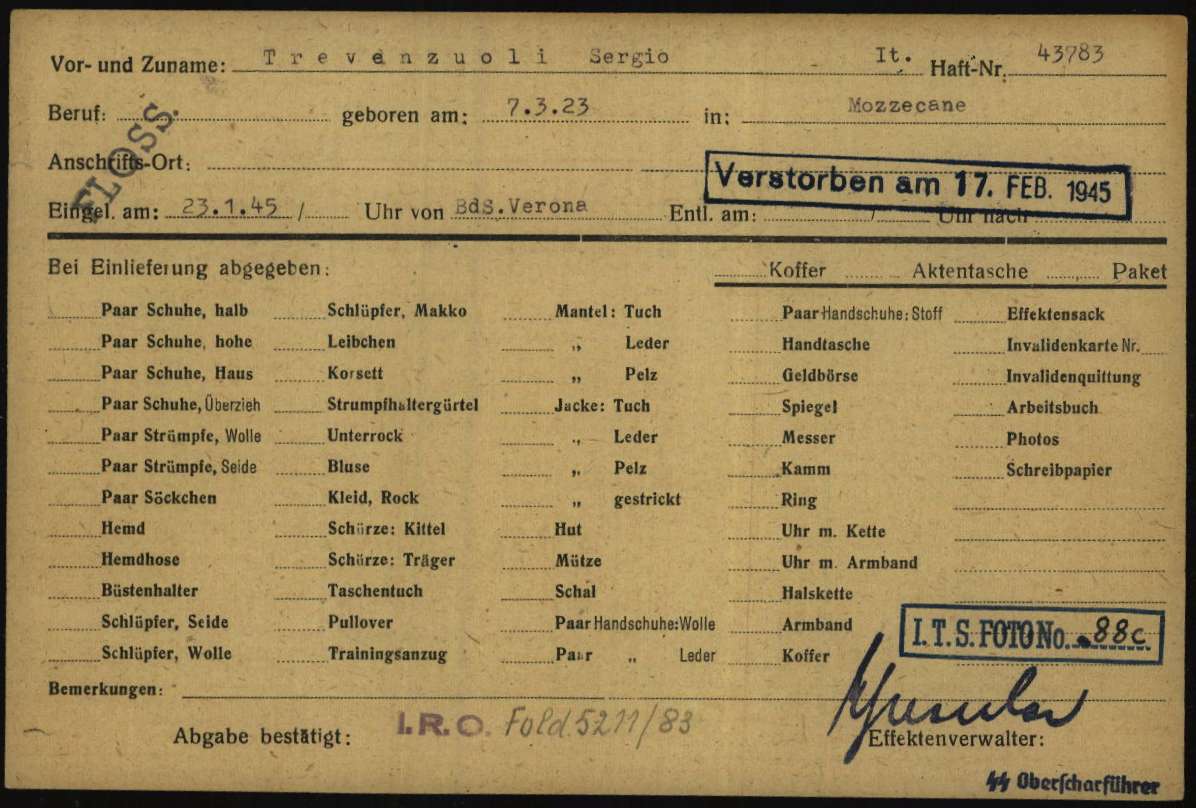 Vor- und Zuname: Trevenzuoli Sergio It. Haft-Nr. 43783
Beruf: geboren am: 7.3.23 in: Mozzecane
FLOSS.
Anschrifts-Ort:
Verstorben am 17. FEB. 1945
Eingel. am: 23.1.45 / Uhr von BdS.Verona Entl. am: / Uhr nach
Bei Einlieferung abgegeben: Koffer Aktentasche Paket
Paar Schuhe, halb Schlüpfer, Makko Mantel: Tuch Paar Handschuhe: Stoff Effektensack
Paar Schuhe, hohe Leibchen „ Leder Handtasche Invalidenkarte Nr.
Paar Schuhe, Haus Korsett „ Pelz Geldbörse Invalidenquittung
Paar Schuhe, Überzieh Strumpfhaltergürtel Jacke: Tuch Spiegel Arbeitsbuch
Paar Strümpfe, Wolle Unterrock „ Leder Messer Photos
Paar Strümpfe, Seide Bluse „ Pelz Kamm Schreibpapier
Paar Söckchen Kleid, Rock „ gestrickt Ring
Hemd Schürze: Kittel Hut Uhr m. Kette
Hemdhose Schürze: Träger Mütze Uhr m. Armband
Büstenhalter Taschentuch Schal Halskette
Schlüpfer, Seide Pullover Paar Handschuhe: Wolle Armband
I.T.S. FOTO No. 88c
Schlüpfer, Wolle Trainingsanzug Paar „ Leder Koffer
Bemerkungen:
Abgabe bestätigt: I.R.O. Fold. 5211/83 Effektenverwalter:
SS Oberscharführer